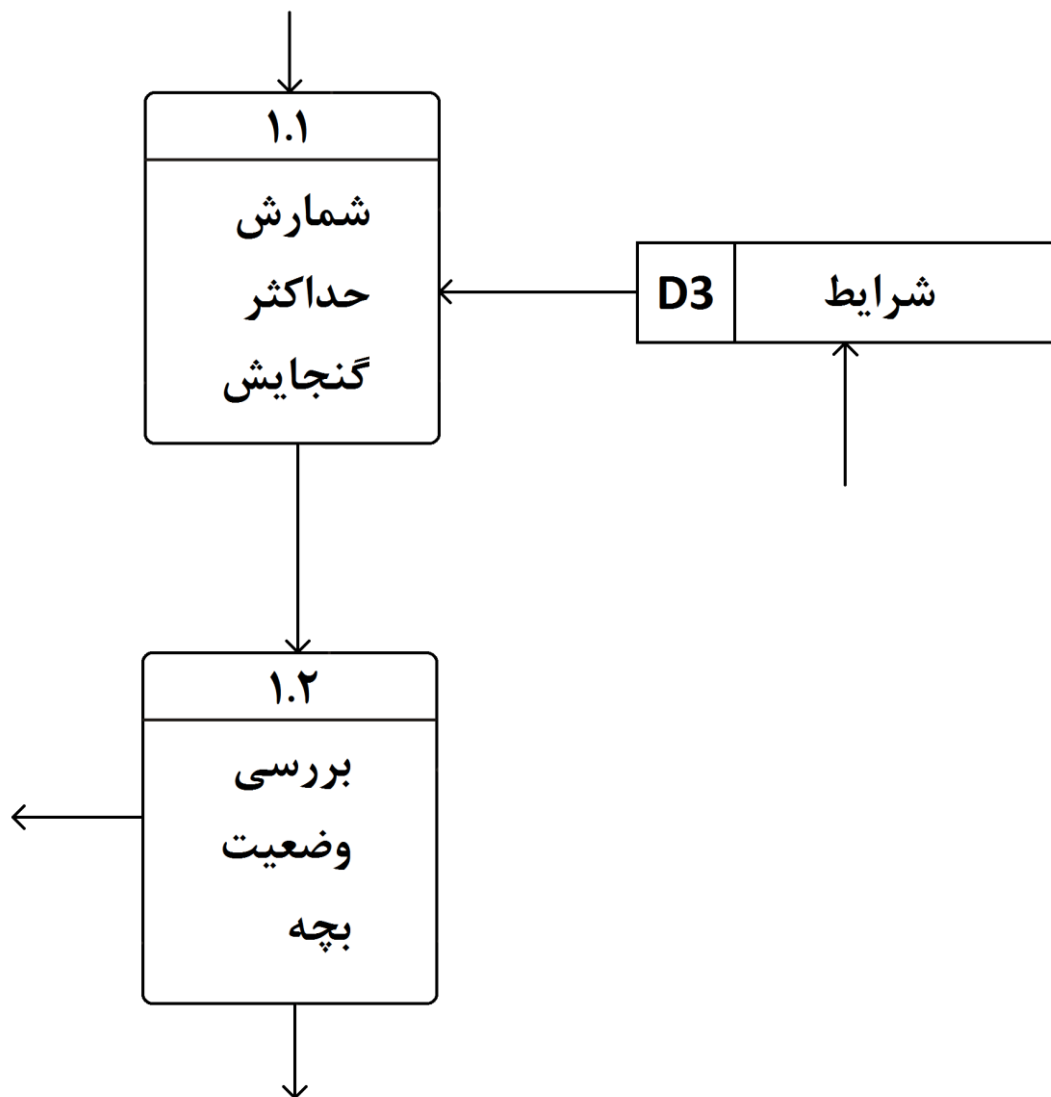 ۱.۱
شمارش
حداکثر
گنجایش
D3
شرایط
۱.۲
بررسی
وضعیت
بچه